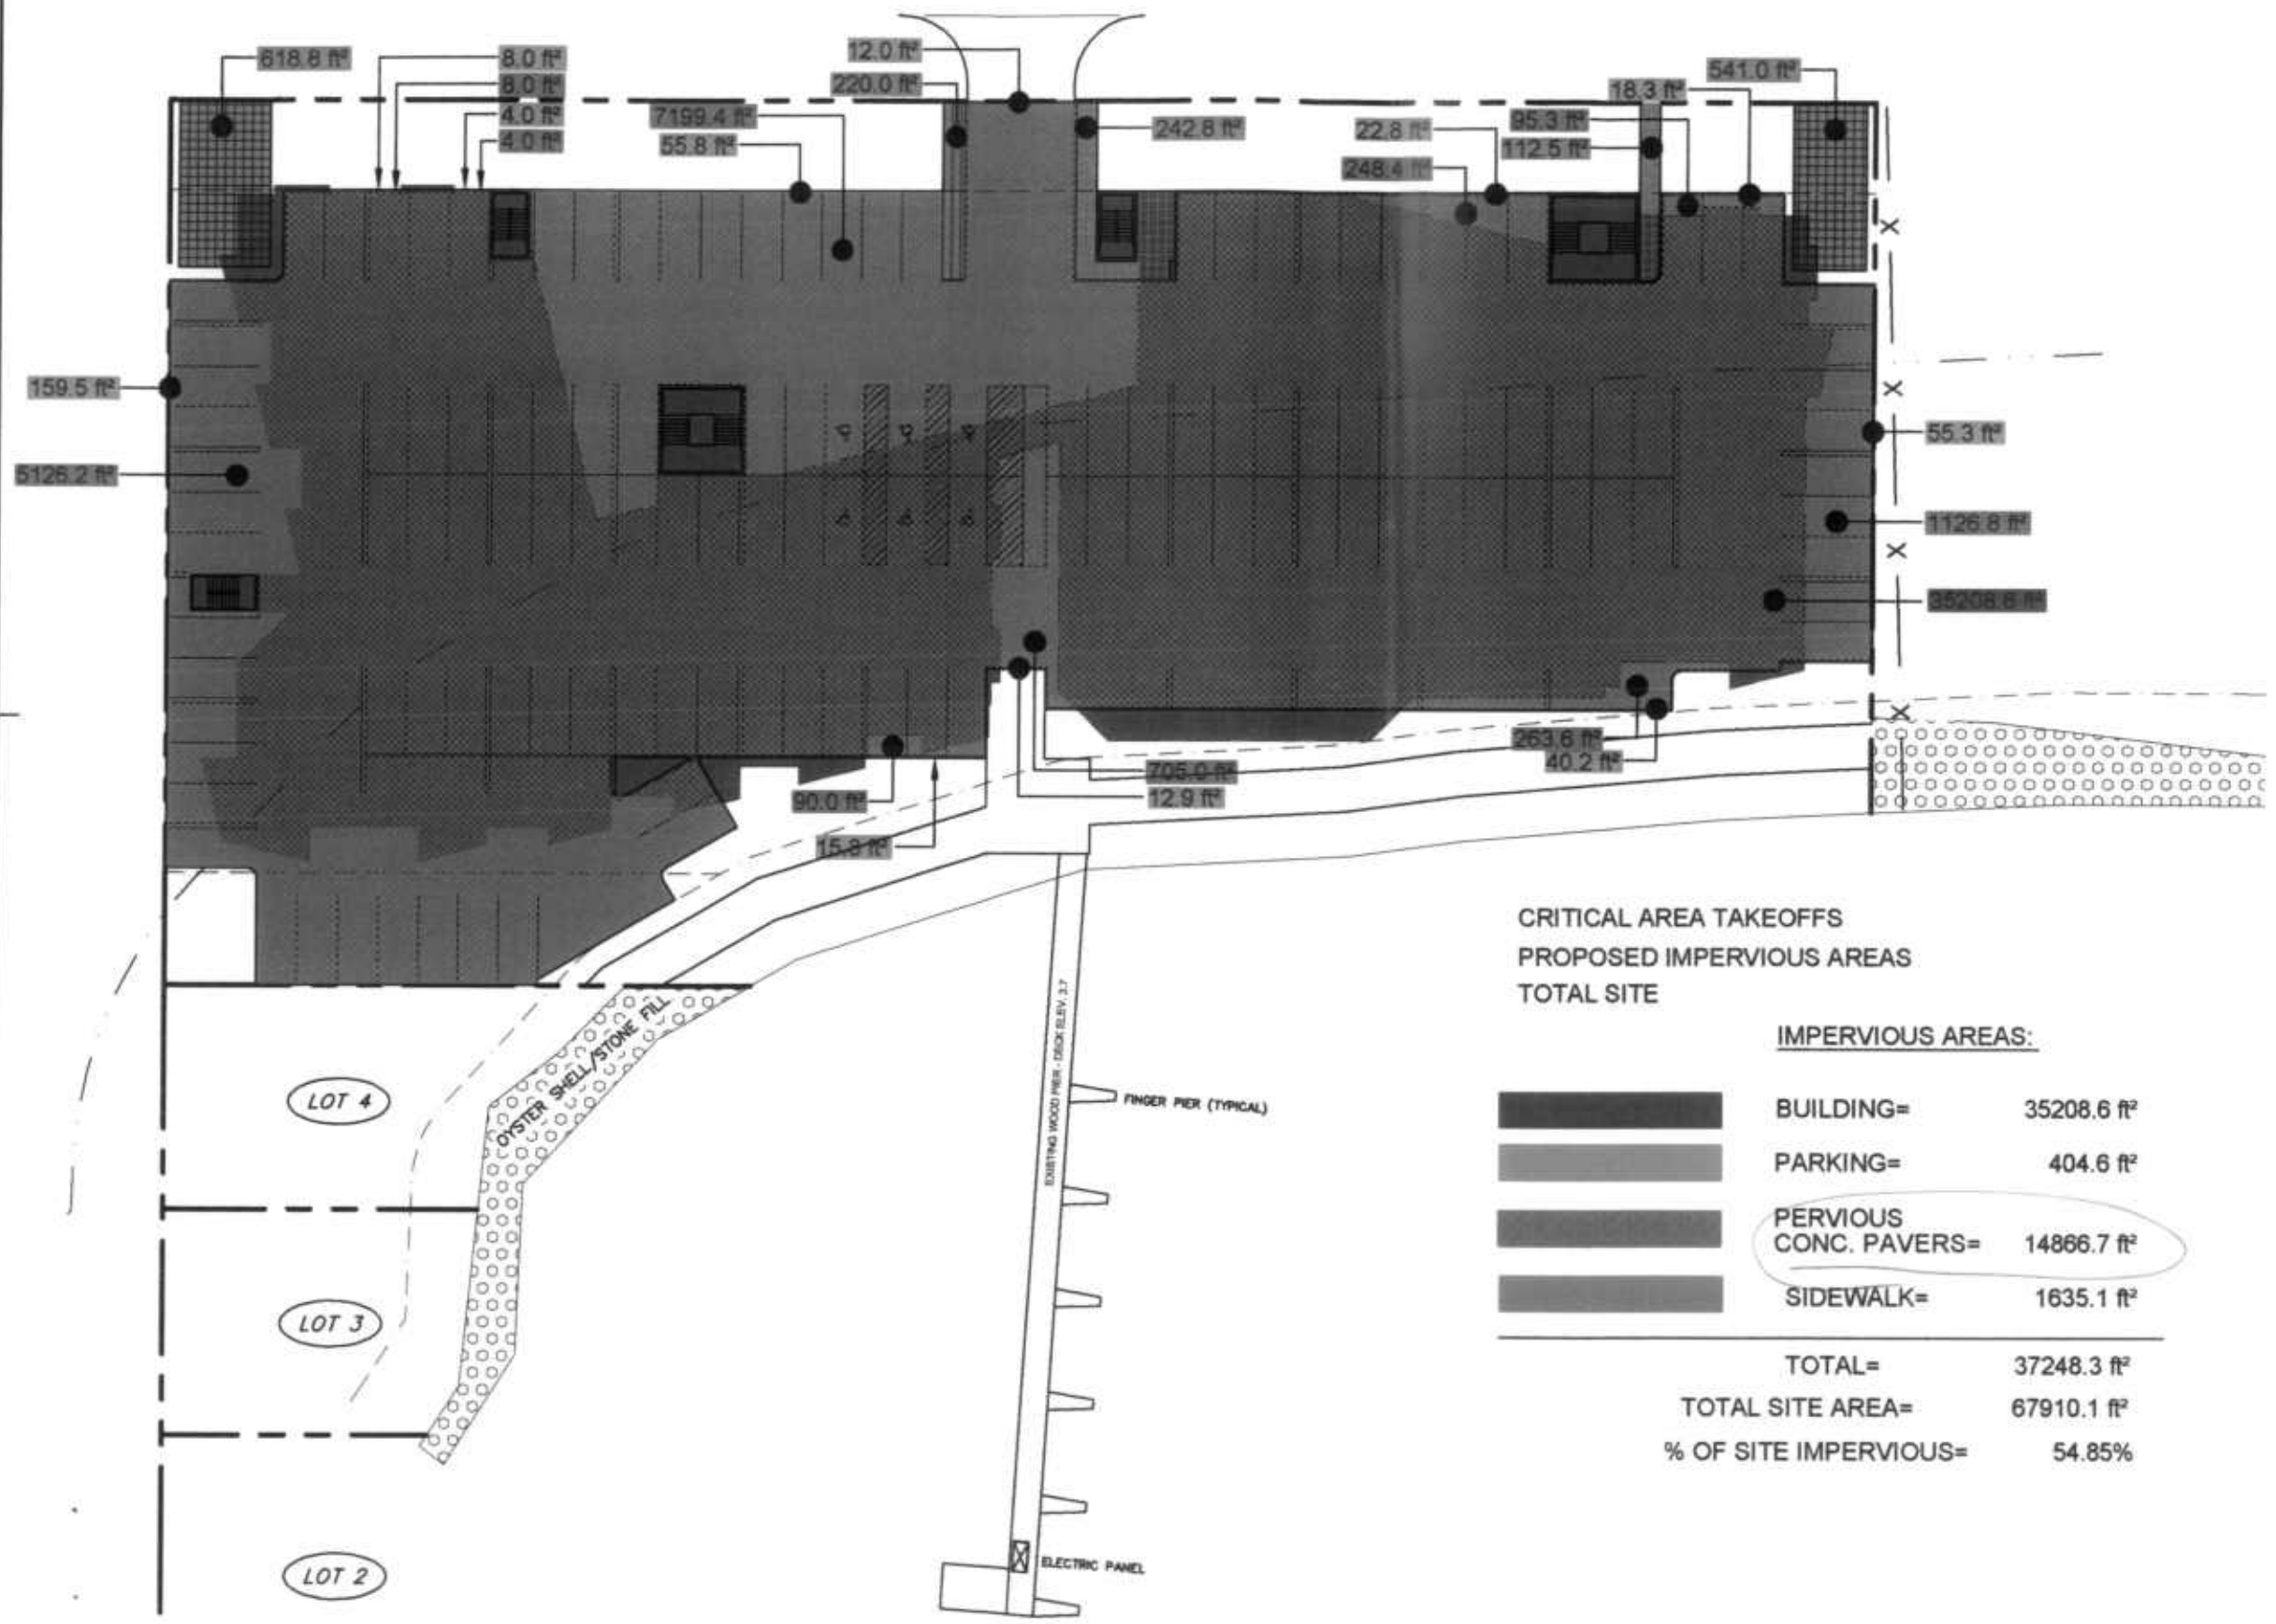 618.8 ft²
8.0 ft²
8.0 ft²
4.0 ft²
4.0 ft²
12.0 ft²
220.0 ft²
7199.4 ft²
55.8 ft²
242.8 ft²
22.8 ft²
248.4 ft²
18.3 ft²
95.3 ft²
112.5 ft²
541.0 ft²
159.5 ft²
5126.2 ft²
55.3 ft²
1126.8 ft²
35208.6 ft²
X
X
X
X
263.6 ft²
40.2 ft²
705.0 ft²
12.9 ft²
90.0 ft²
15.8 ft²
CRITICAL AREA TAKEOFFS
PROPOSED IMPERVIOUS AREAS
TOTAL SITE
IMPERVIOUS AREAS:
BUILDING= 35208.6 ft²
PARKING= 404.6 ft²
PERVIOUS
CONC. PAVERS= 14866.7 ft²
SIDEWALK= 1635.1 ft²
TOTAL= 37248.3 ft²
TOTAL SITE AREA= 67910.1 ft²
% OF SITE IMPERVIOUS= 54.85%
OYSTER SHELL/STONE FILL
EXISTING WOOD PIER - DECK ELEV. 3.7
FINGER PIER (TYPICAL)
ELECTRIC PANEL
LOT 4
LOT 3
LOT 2